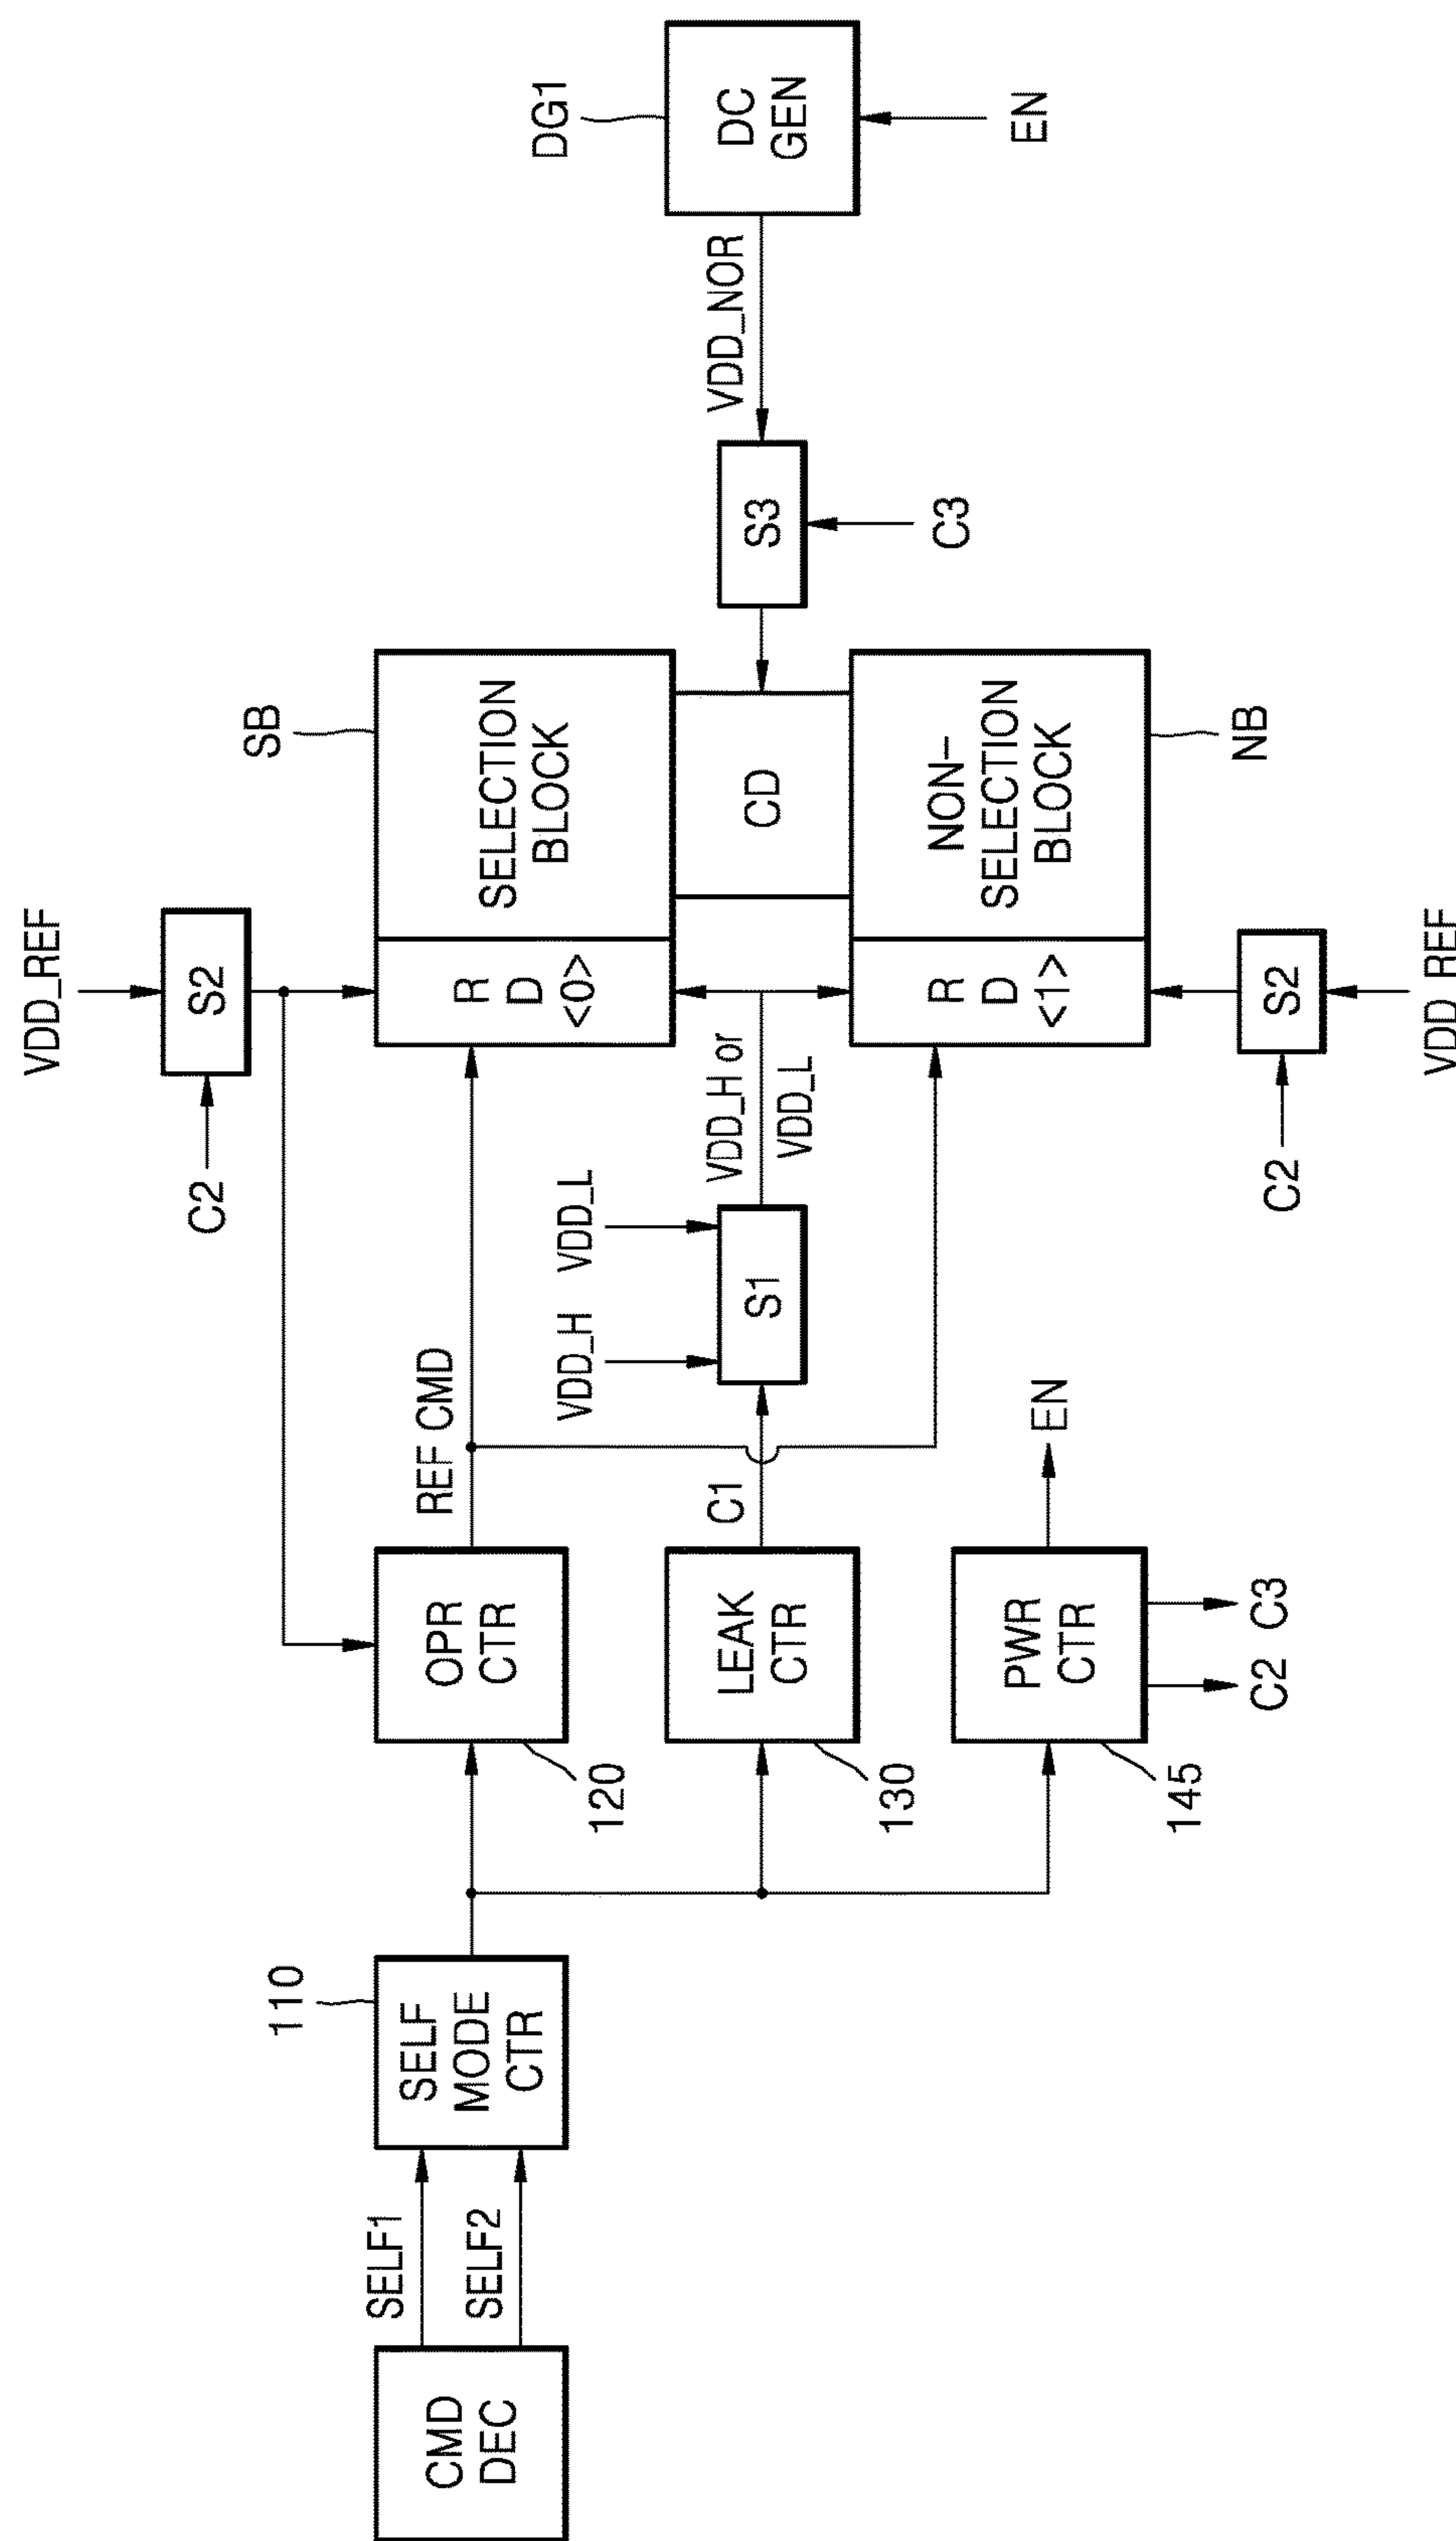 CMD
DEC
SELF1
SELF2
110
SELF
MODE
CTR
OPR
CTR
120
LEAK
CTR
130
PWR
CTR
145
C2
C3
EN
REF CMD
C1
VDD_H
VDD_L
S1
VDD_H or
VDD_L
VDD_REF
C2
S2
SB
R
D
<0>
SELECTION
BLOCK
CD
R
D
<1>
NON-
SELECTION
BLOCK
NB
C2
S2
VDD_REF
S3
C3
VDD_NOR
DG1
DC
GEN
EN